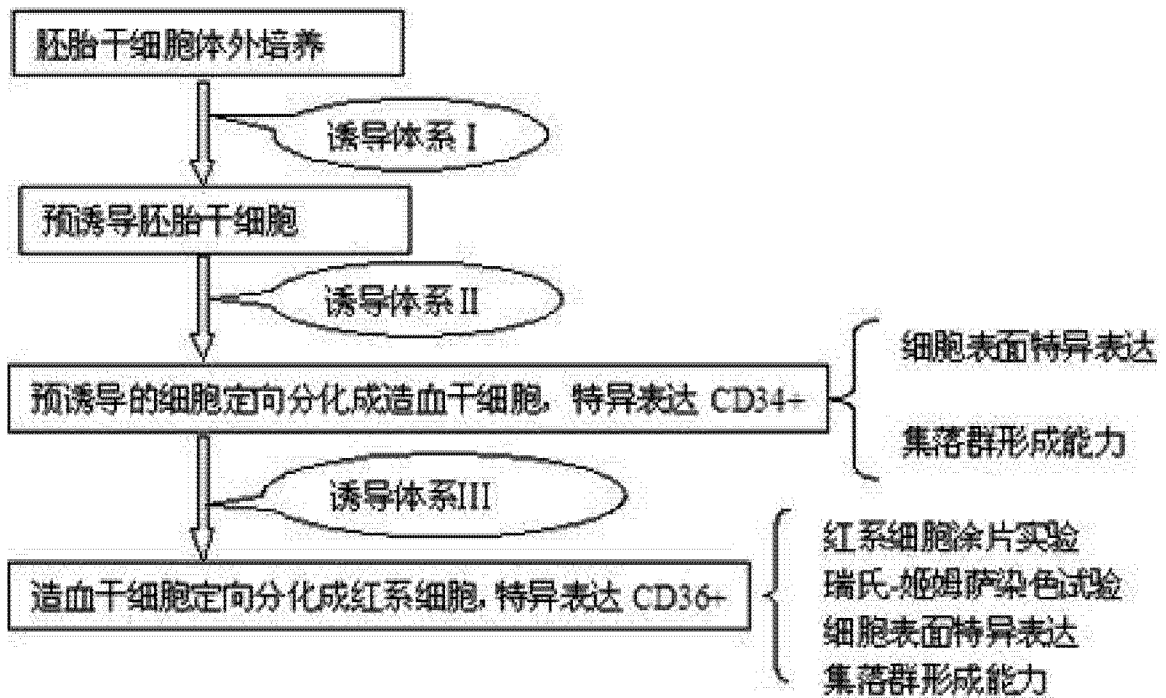 胚胎干细胞体外培养
诱导体系 I
预诱导胚胎干细胞
诱导体系 II
预诱导的细胞定向分化成造血干细胞，特异表达 CD34+
细胞表面特异表达
集落群形成能力
诱导体系III
造血干细胞定向分化成红系细胞,特异表达 CD36+
红系细胞涂片实验
瑞氏-姬姆萨染色试验
细胞表面特异表达
集落群形成能力